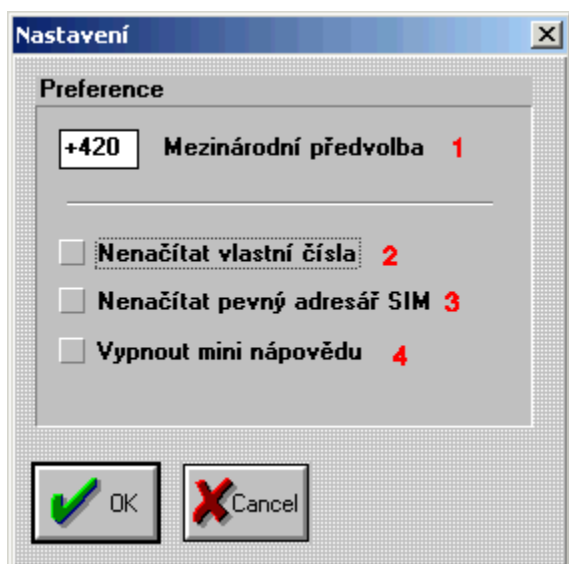 Nastavení
Preference
+420 Mezinárodní předvolba 1
Nenačítat vlastní čísla 2
Nenačítat pevný adresář SIM 3
Vypnout mini nápovědu 4
OK Cancel